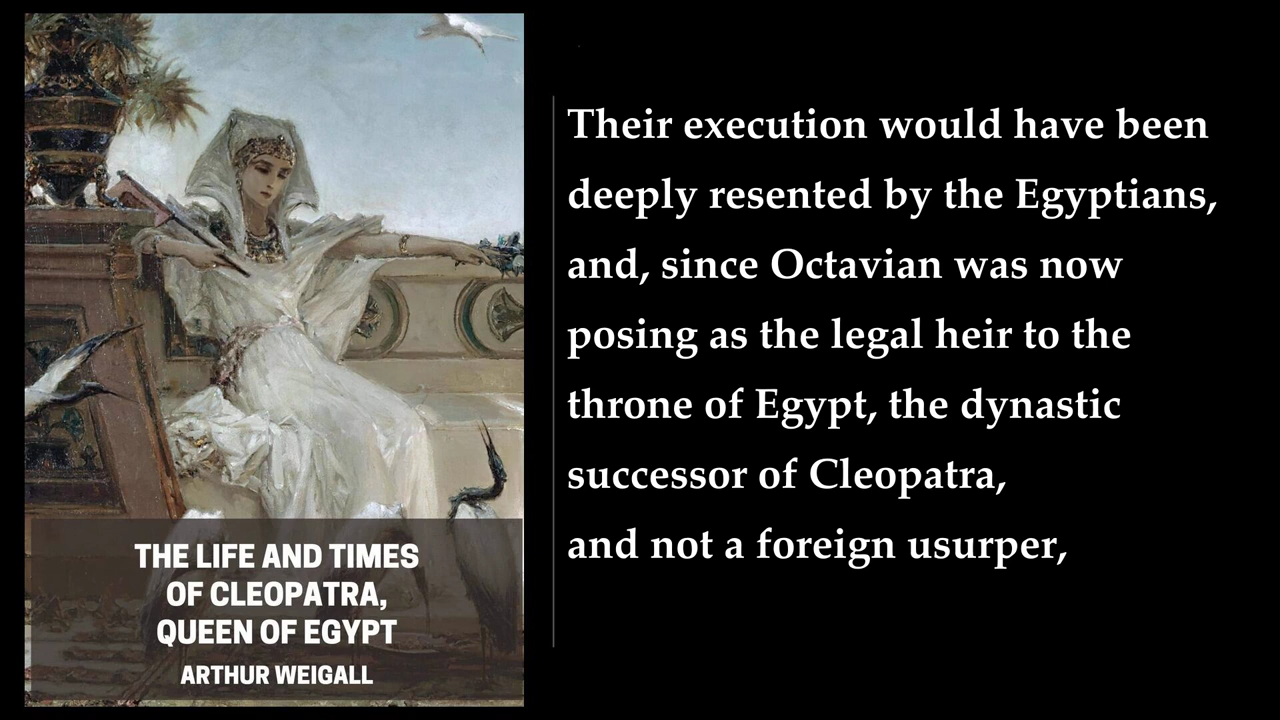 THE LIFE AND TIMES
OF CLEOPATRA,
QUEEN OF EGYPT
ARTHUR WEIGALL
Their execution would have been
deeply resented by the Egyptians,
and, since Octavian was now
posing as the legal heir to the
throne of Egypt, the dynastic
successor of Cleopatra,
and not a foreign usurper,